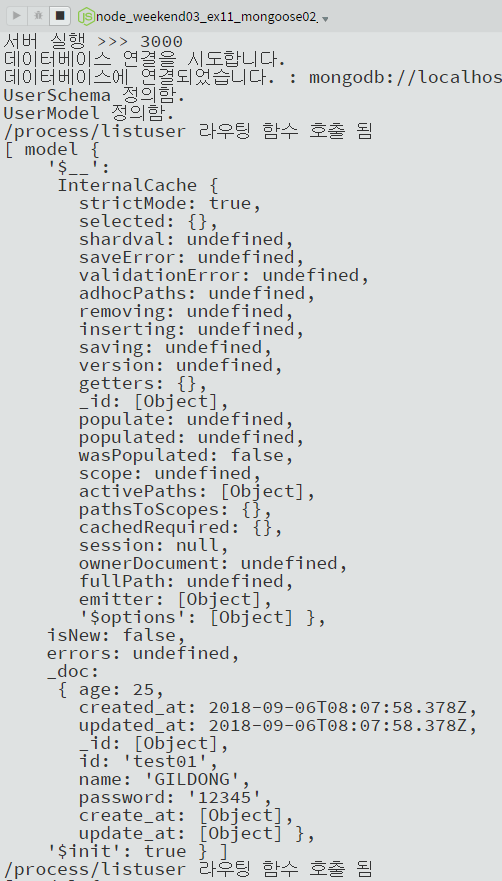 node_weekend03_ex11_mongoose02_
서버 실행 >>> 3000
데이터베이스 연결을 시도합니다.
데이터베이스에 연결되었습니다. : mongodb://localhos
UserSchema 정의함.
UserModel 정의함.
/process/listuser 라우팅 함수 호출 됨
[ model {
    '$__':
     InternalCache {
       strictMode: true,
       selected: {},
       shardval: undefined,
       saveError: undefined,
       validationError: undefined,
       adhocPaths: undefined,
       removing: undefined,
       inserting: undefined,
       saving: undefined,
       version: undefined,
       getters: {},
       _id: [Object],
       populate: undefined,
       populated: undefined,
       wasPopulated: false,
       scope: undefined,
       activePaths: [Object],
       pathsToScopes: {},
       cachedRequired: {},
       session: null,
       ownerDocument: undefined,
       fullPath: undefined,
       emitter: [Object],
       '$options': [Object] },
    isNew: false,
    errors: undefined,
    _doc:
     { age: 25,
       created_at: 2018-09-06T08:07:58.378Z,
       updated_at: 2018-09-06T08:07:58.378Z,
       _id: [Object],
       id: 'test01',
       name: 'GILDONG',
       password: '12345',
       create_at: [Object],
       update_at: [Object] },
    '$init': true } ]
/process/listuser 라우팅 함수 호출 됨